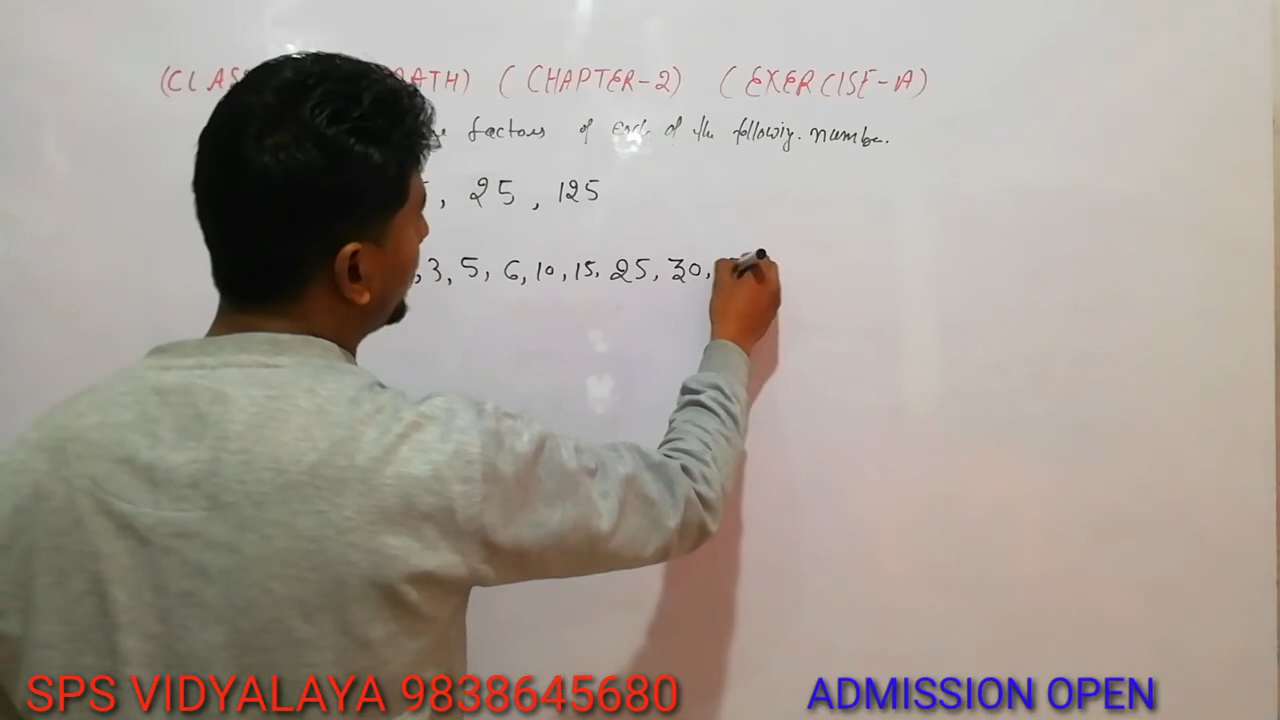 (CLASS MATH) (CHAPTER-2) (EXERCISE-A)
factors of each of the following. number.
, 25, 125
, 3, 5, 6, 10, 15, 25, 30,
SPS VIDYALAYA 9838645680
ADMISSION OPEN